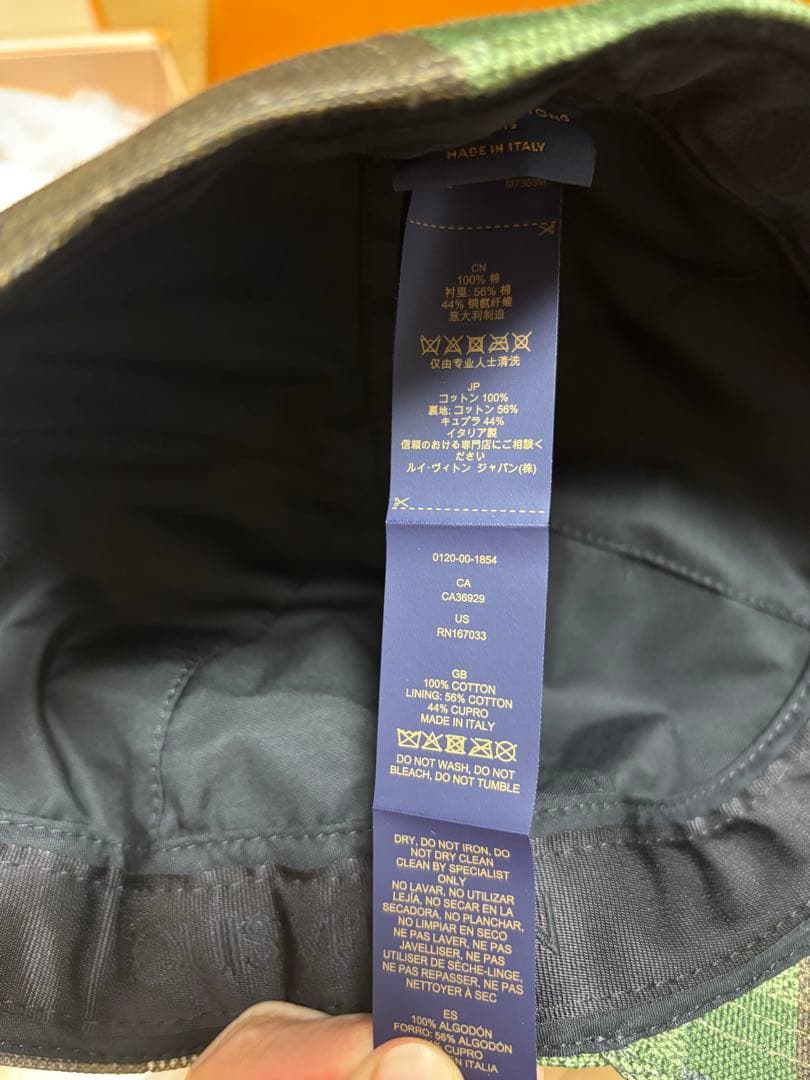 MADE IN ITALY
CN
100% 棉
衬里: 56% 棉
44% 铜氨纤维
意大利制造
仅由专业人士清洗
JP
コットン 100%
裏地: コットン 56%
キュプラ 44%
イタリア製
信頼のおける専門店にご相談く
ださい
ルイ・ヴィトン ジャパン(株)
0120-00-1854
CA
CA36929
US
RN167033
GB
100% COTTON
LINING: 56% COTTON
44% CUPRO
MADE IN ITALY
DO NOT WASH, DO NOT
BLEACH, DO NOT TUMBLE
DRY, DO NOT IRON, DO
NOT DRY CLEAN
CLEAN BY SPECIALIST
ONLY
NO LAVAR, NO UTILIZAR
LEJÍA, NO SECAR EN LA
SECADORA, NO PLANCHAR,
NO LIMPIAR EN SECO
NE PAS LAVER, NE PAS
JAVELLISER, NE PAS
UTILISER DE SÈCHE-LINGE,
NE PAS REPASSER, NE PAS
NETTOYER À SEC
ES
100% ALGODÓN
FORRO: 56% ALGODÓN
CUPRO
EN ITALIA